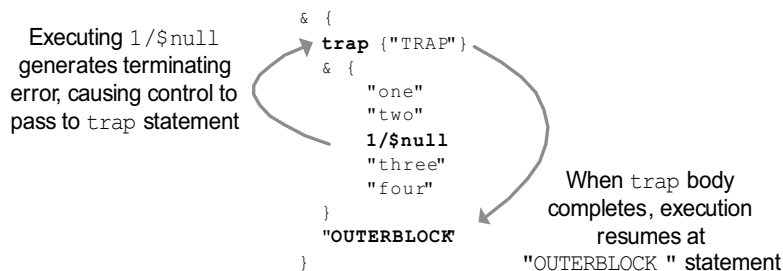 Executing 1/$null
generates terminating
error, causing control to
pass to trap statement
& {
trap {"TRAP"}
& {
"one"
"two"
1/$null
"three"
"four"
}
"OUTERBLOCK"
}
When trap body
completes, execution
resumes at
"OUTERBLOCK " statement